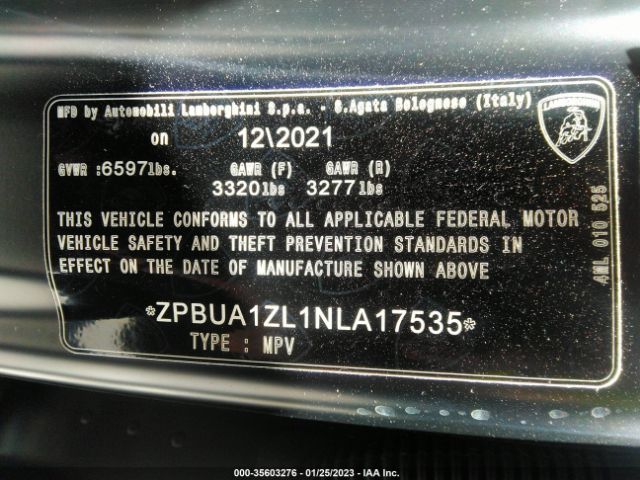 MFD by Automobili Lamborghini S.p.a. - S.Agata Bolognese (Italy)
on 12\2021
GVWR :6597lbs. GAWR (F) GAWR (R)
3320lbs 3277lbs
THIS VEHICLE CONFORMS TO ALL APPLICABLE FEDERAL MOTOR
VEHICLE SAFETY AND THEFT PREVENTION STANDARDS IN
EFFECT ON THE DATE OF MANUFACTURE SHOWN ABOVE
*ZPBUA1ZL1NLA17535*
TYPE : MPV
LAMBORGHINI
4ML 010 525
000-35603276 - 01/25/2023 - IAA Inc.